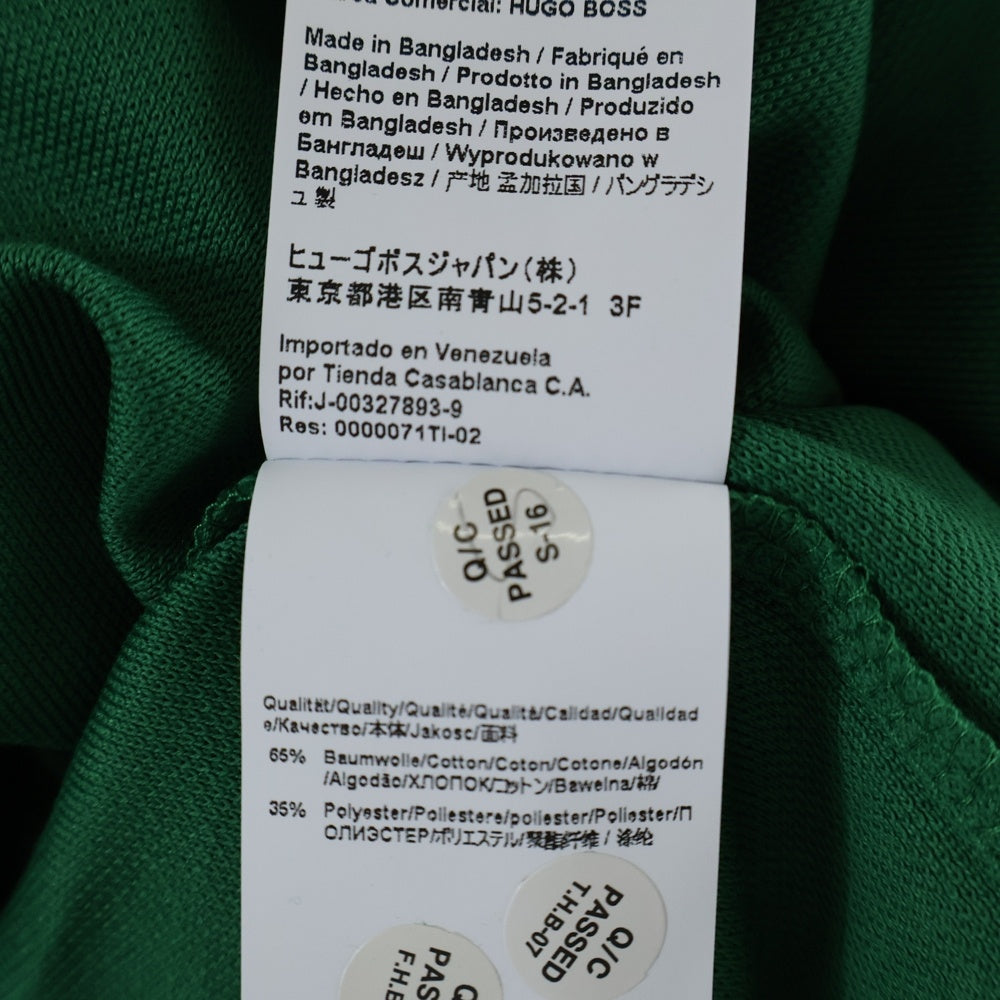 Comercial: HUGO BOSS
Made in Bangladesh / Fabriqué en
Bangladesh / Prodotto in Bangladesh
/ Hecho en Bangladesh / Produzido
em Bangladesh / Произведено в
Бангладеш / Wyprodukowano w
Bangladesz / 产地 孟加拉国 / バングラデシ
ュ製
ヒューゴボスジャパン(株)
東京都港区南青山5-2-1 3F
Importado en Venezuela
por Tienda Casablanca C.A.
Rif:J-00327893-9
Res: 0000071TI-02
Q/C
PASSED
S-16
Qualität/Quality/Qualité/Qualità/Calidad/Qualidad
e/Качество/本体/Jakosc/面料
65% Baumwolle/Cotton/Coton/Cotone/Algodón
/Algodão/ХЛОПОК/コットン/Bawelna/棉/
35% Polyester/Poliestere/poliester/Poliester/П
ОЛИЭСТЕР/ポリエステル/聚酯纤维 / 涤纶
Q/C
PASSED
T.H.B-07
Q
PAS
F.H.B